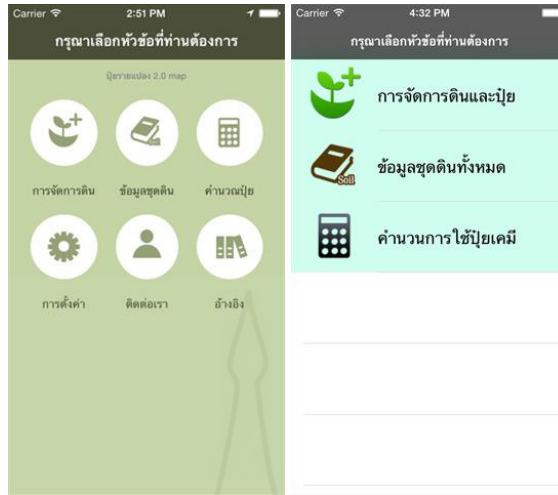 Carrier 2:51 PM
กรุณาเลือกหัวข้อที่ท่านต้องการ
ปุ๋ยรายแปลง 2.0 map
การจัดการดิน ข้อมูลชุดดิน คำนวณปุ๋ย
การตั้งค่า ติดต่อเรา อ้างอิง
Carrier 4:32 PM
กรุณาเลือกหัวข้อที่ท่านต้องการ
การจัดการดินและปุ๋ย
Soil
ข้อมูลชุดดินทั้งหมด
คำนวนการใช้ปุ๋ยเคมี